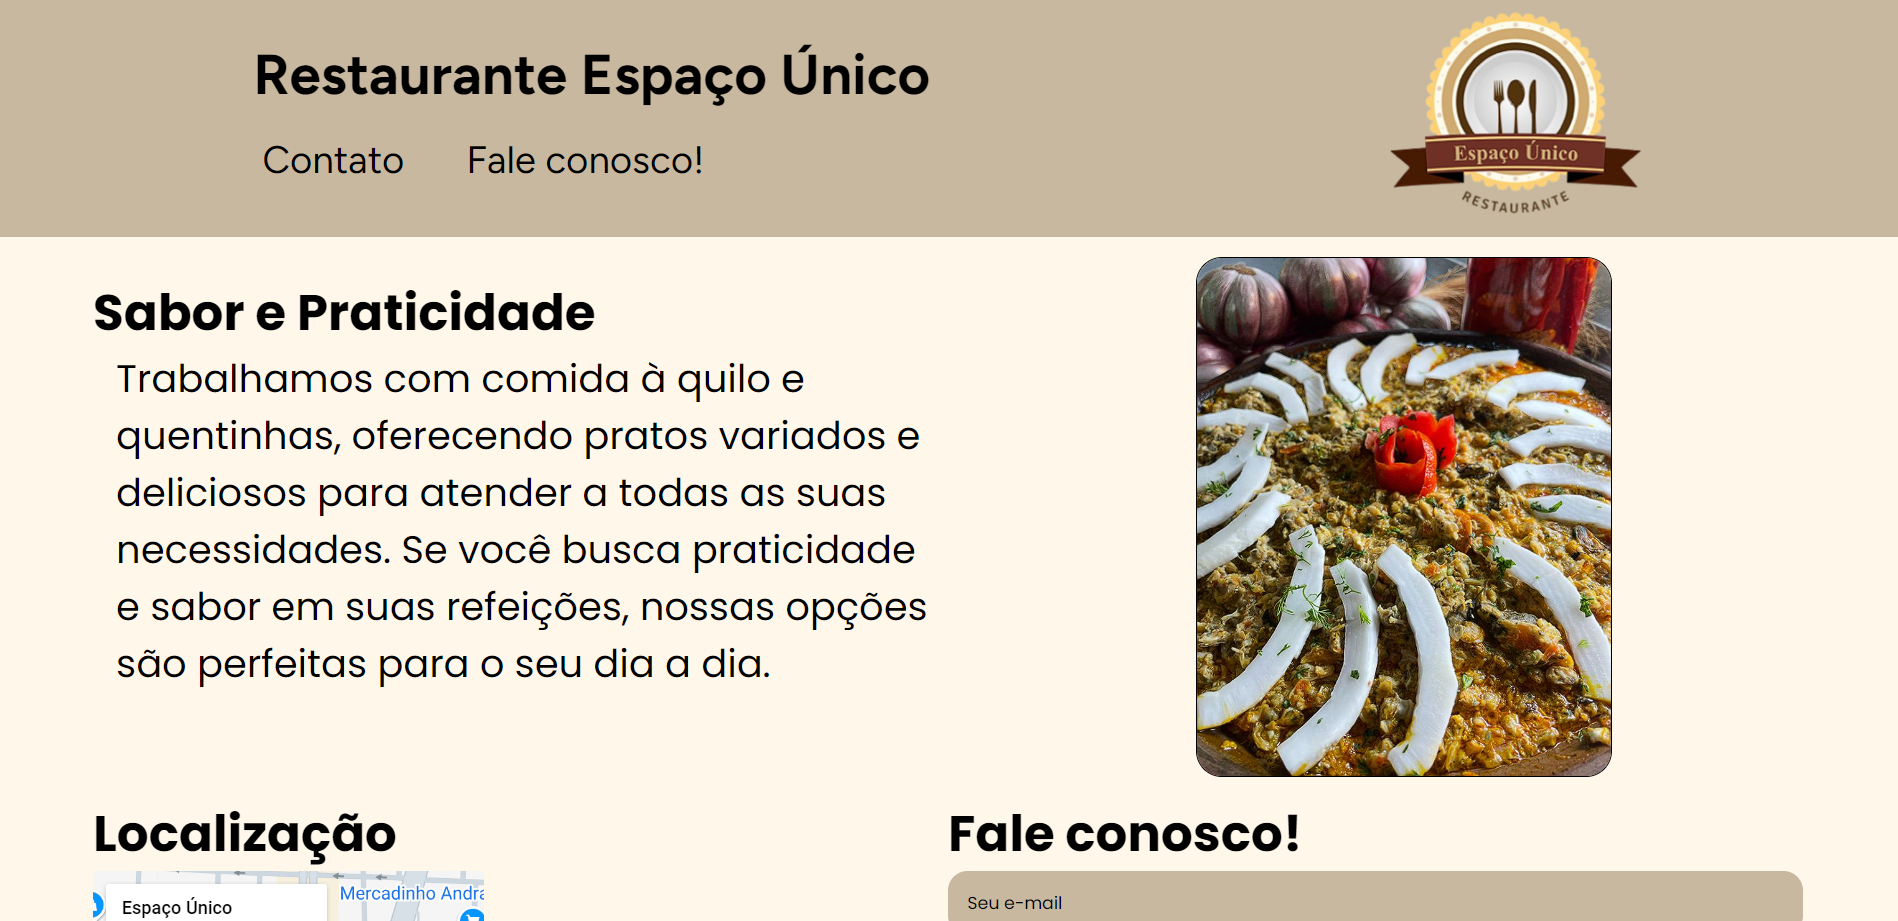 Restaurante Espaço Único
Contato
Fale conosco!
Espaço Único
RESTAURANTE
Sabor e Praticidade
Trabalhamos com comida à quilo e
quentinhas, oferecendo pratos variados e
deliciosos para atender a todas as suas
necessidades. Se você busca praticidade
e sabor em suas refeições, nossas opções
são perfeitas para o seu dia a dia.
Localização
Mercadinho Andra
Espaço Único
Fale conosco!
Seu e-mail